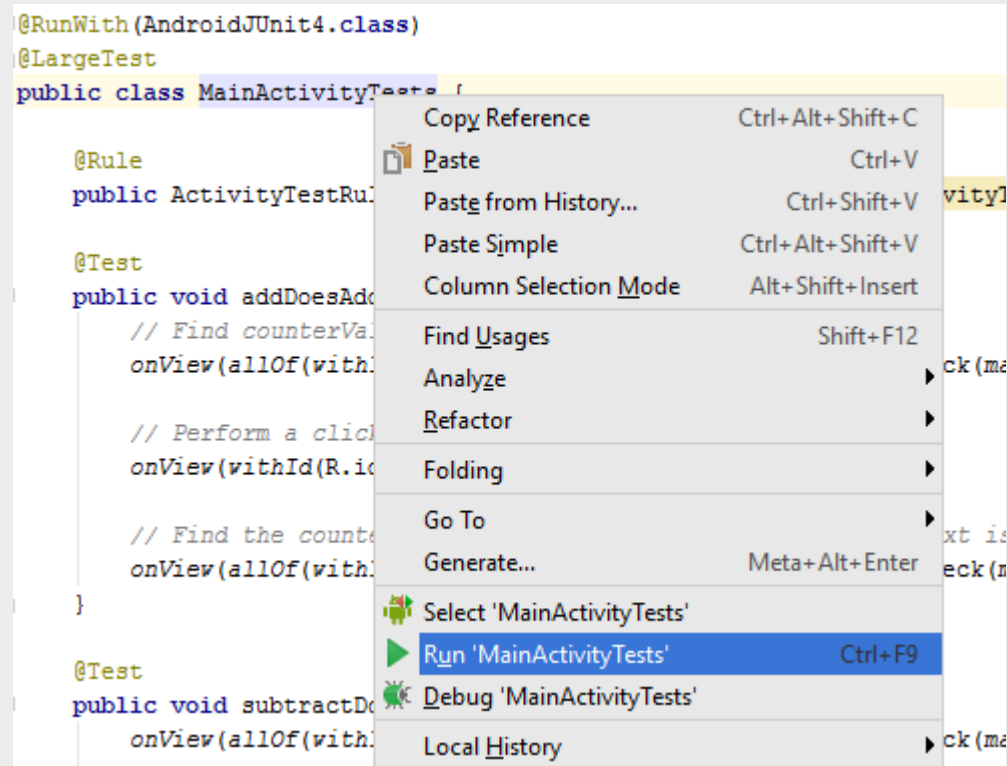 @RunWith(AndroidJUnit4.class)
@LargeTest
public class MainActivityTests {
Copy Reference Ctrl+Alt+Shift+C
@Rule
Paste Ctrl+V
public ActivityTestRul
Paste from History... Ctrl+Shift+V
Paste Simple Ctrl+Alt+Shift+V
@Test
Column Selection Mode Alt+Shift+Insert
public void addDoesAdd
// Find counterVal
Find Usages Shift+F12
onView(allOf(withI ck(ma
Analyze
Refactor
// Perform a click
onView(withId(R.id
Folding
Go To
// Find the counte xt is
Generate... Meta+Alt+Enter
onView(allOf(withI eck(m
}
Select 'MainActivityTests'
Run 'MainActivityTests' Ctrl+F9
@Test
Debug 'MainActivityTests'
public void subtractDo
onView(allOf(withI ck(ma
Local History